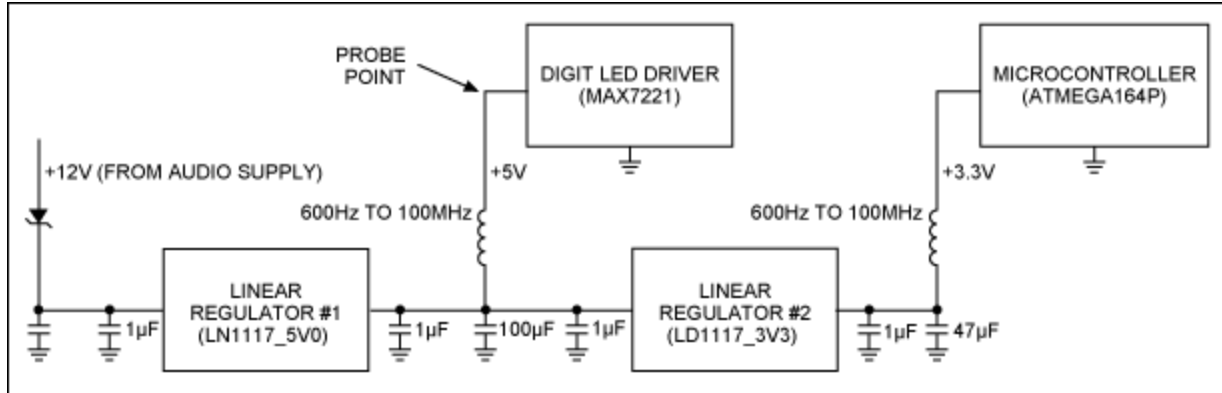 PROBE
POINT
DIGIT LED DRIVER
(MAX7221)
MICROCONTROLLER
(ATMEGA164P)
+12V (FROM AUDIO SUPPLY)
+5V
+3.3V
600Hz TO 100MHz
600Hz TO 100MHz
LINEAR
REGULATOR #1
(LN1117_5V0)
LINEAR
REGULATOR #2
(LD1117_3V3)
1µF
1µF
100µF
1µF
1µF
47µF